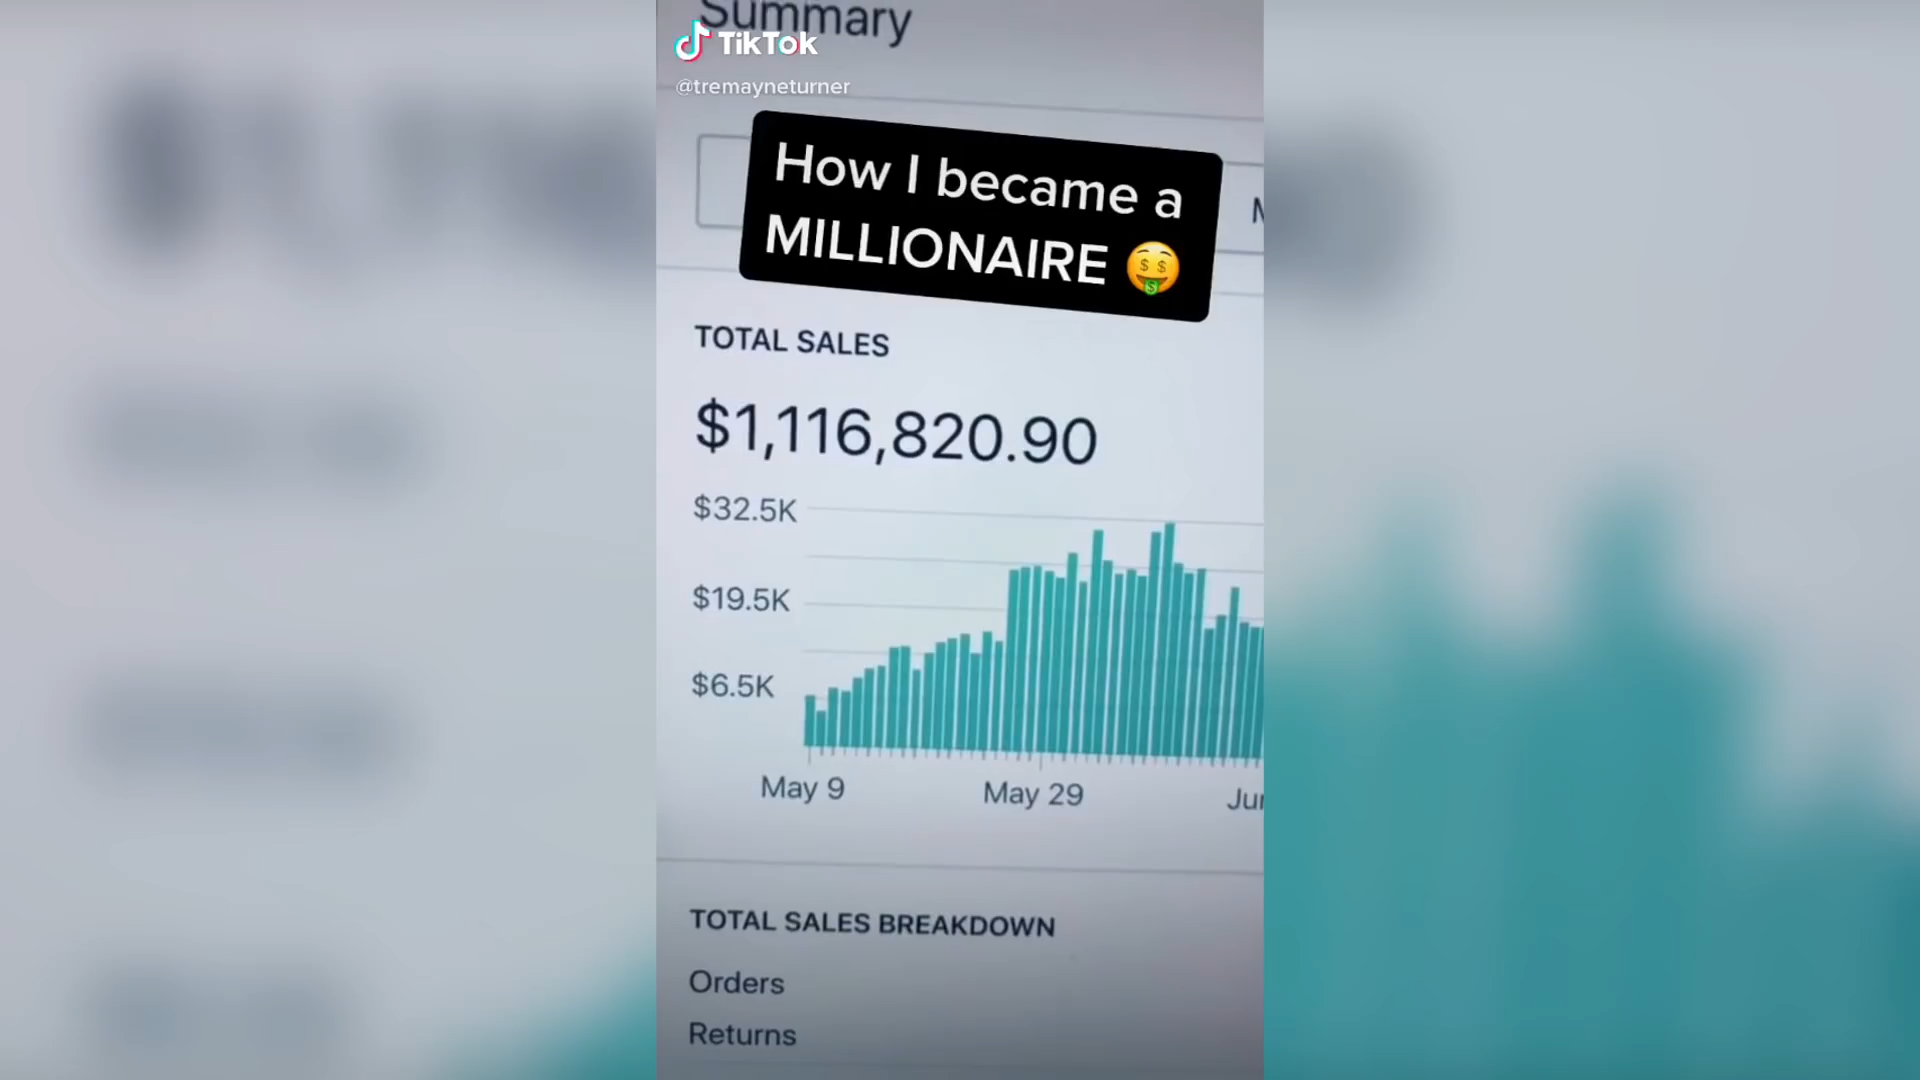 Summary
TikTok
@tremayneturner
How I became a
MILLIONAIRE 🤑
TOTAL SALES
$1,116,820.90
$32.5K
$19.5K
$6.5K
May 9
May 29
TOTAL SALES BREAKDOWN
Orders
Returns